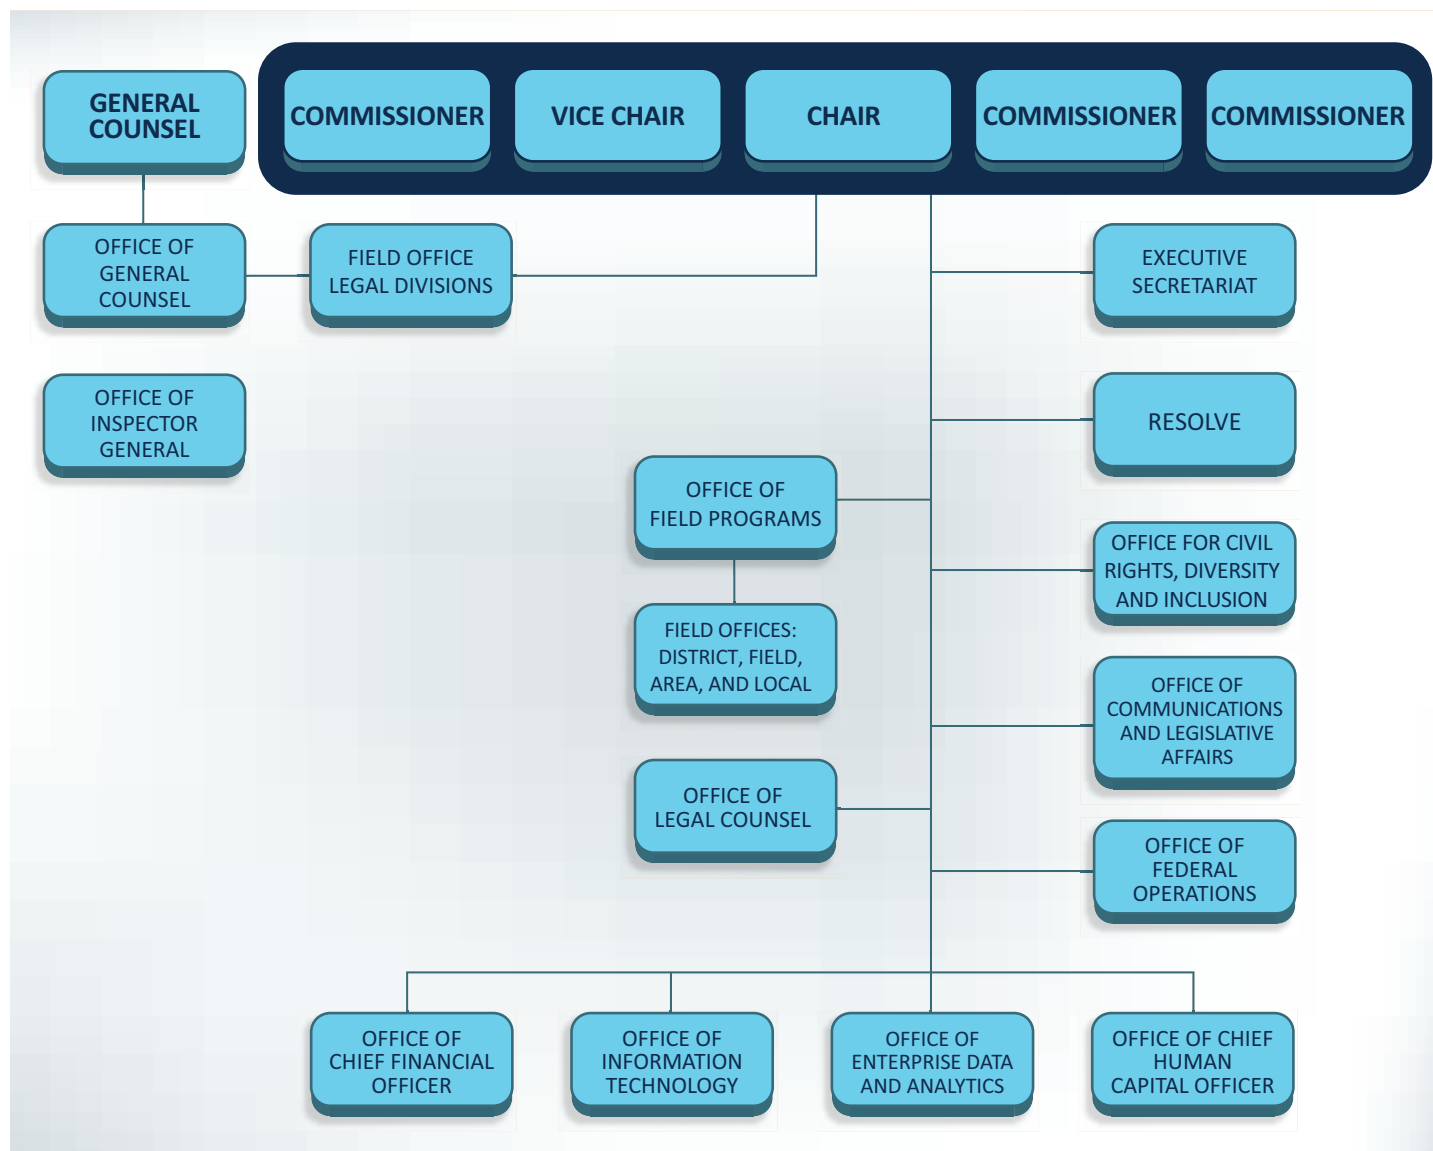 GENERAL
COUNSEL
COMMISSIONER
VICE CHAIR
CHAIR
COMMISSIONER
COMMISSIONER
OFFICE OF
GENERAL
COUNSEL
FIELD OFFICE
LEGAL DIVISIONS
EXECUTIVE
SECRETARIAT
OFFICE OF
INSPECTOR
GENERAL
RESOLVE
OFFICE OF
FIELD PROGRAMS
OFFICE FOR CIVIL
RIGHTS, DIVERSITY
AND INCLUSION
FIELD OFFICES:
DISTRICT, FIELD,
AREA, AND LOCAL
OFFICE OF
COMMUNICATIONS
AND LEGISLATIVE
AFFAIRS
OFFICE OF
LEGAL COUNSEL
OFFICE OF
FEDERAL
OPERATIONS
OFFICE OF
CHIEF FINANCIAL
OFFICER
OFFICE OF
INFORMATION
TECHNOLOGY
OFFICE OF
ENTERPRISE DATA
AND ANALYTICS
OFFICE OF CHIEF
HUMAN
CAPITAL OFFICER